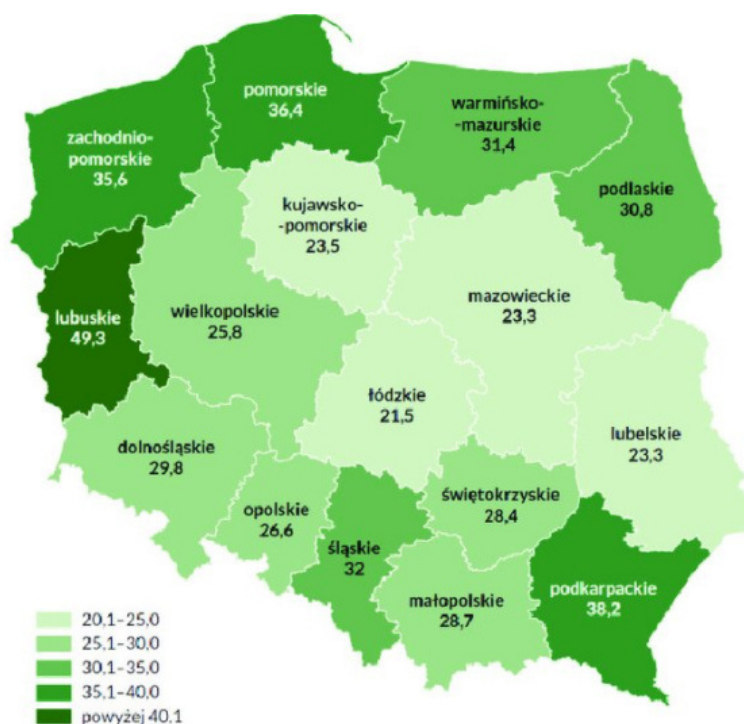 pomorskie
36,4
warmińsko-
-mazurskie
31,4
zachodnio-
pomorskie
35,6
podlaskie
30,8
kujawsko-
-pomorskie
23,5
mazowieckie
23,3
lubuskie
49,3
wielkopolskie
25,8
łódzkie
21,5
lubelskie
23,3
dolnośląskie
29,8
opolskie
26,6
świętokrzyskie
28,4
śląskie
32
małopolskie
28,7
podkarpackie
38,2
20,1–25,0
25,1–30,0
30,1–35,0
35,1–40,0
powyżej 40.1